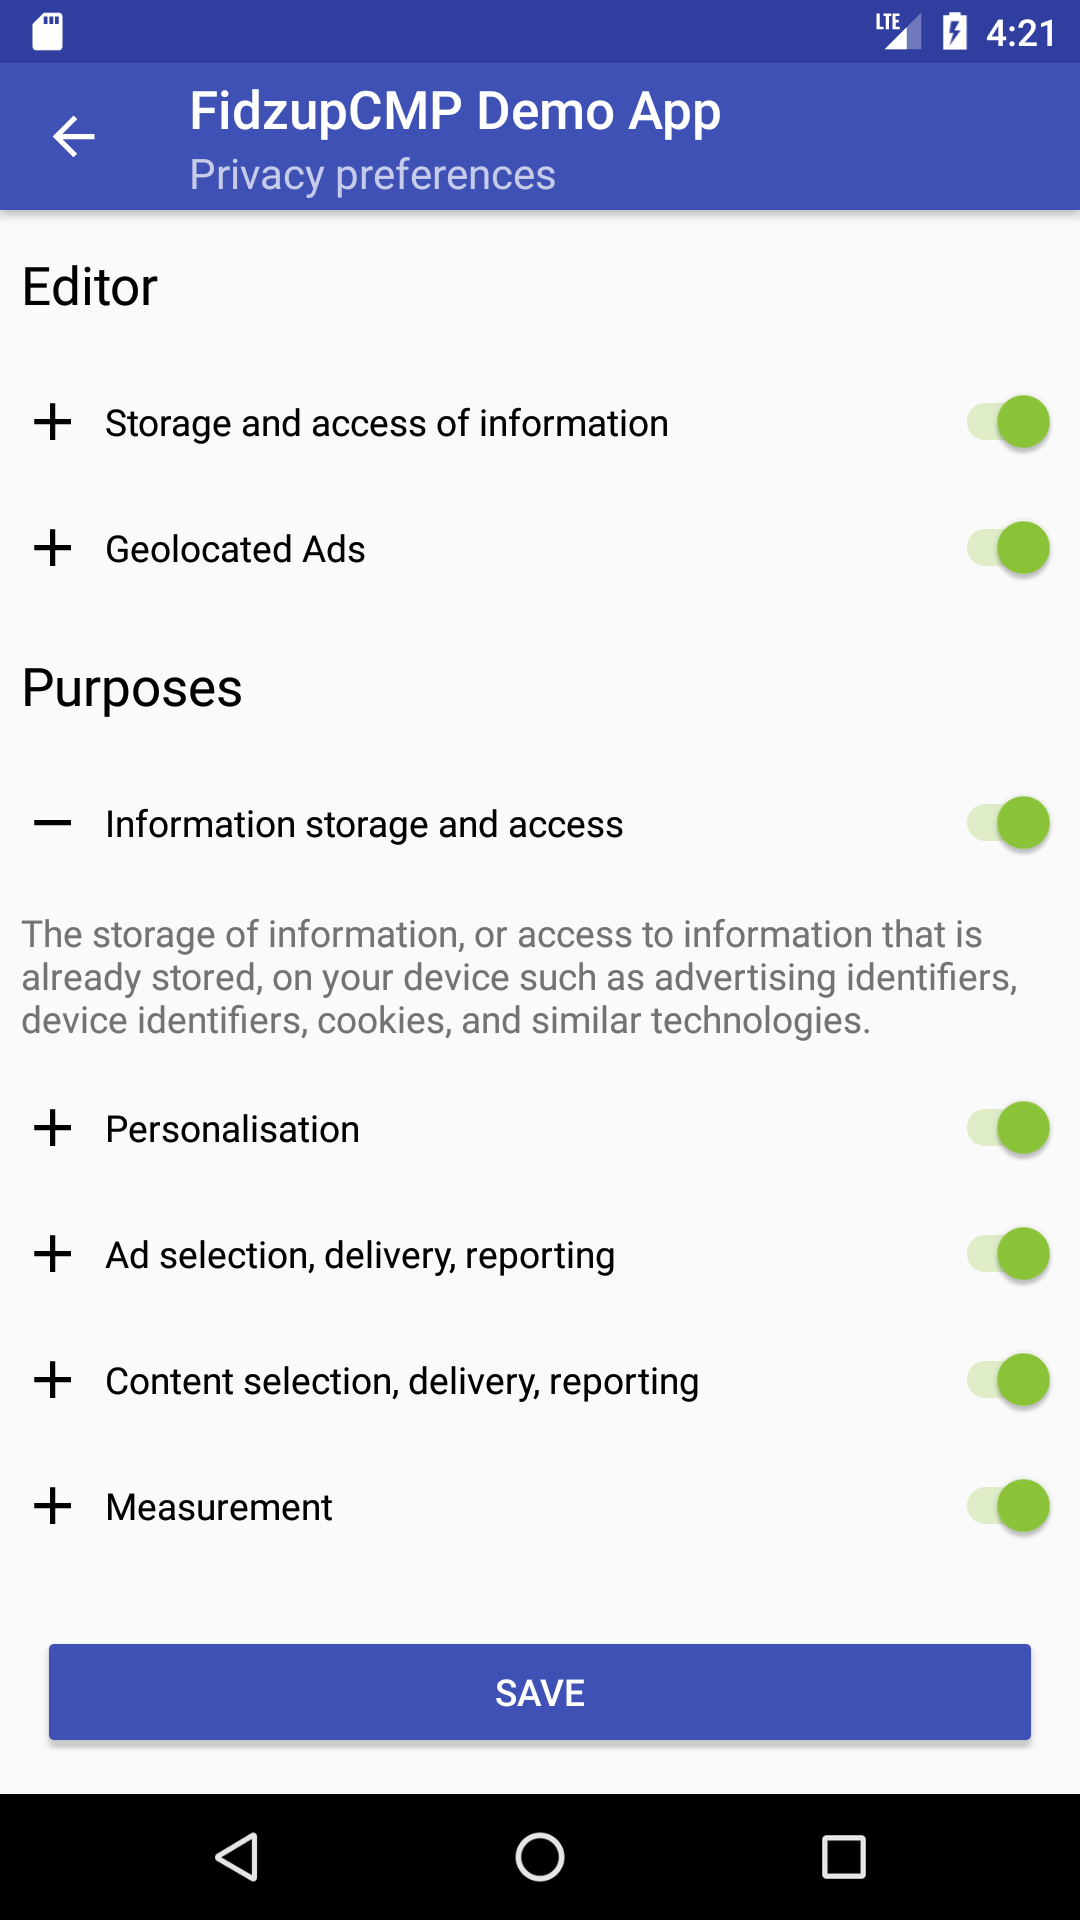 LTE 4:21
FidzupCMP Demo App
Privacy preferences
Editor
Storage and access of information
Geolocated Ads
Purposes
Information storage and access
The storage of information, or access to information that is
already stored, on your device such as advertising identifiers,
device identifiers, cookies, and similar technologies.
Personalisation
Ad selection, delivery, reporting
Content selection, delivery, reporting
Measurement
SAVE